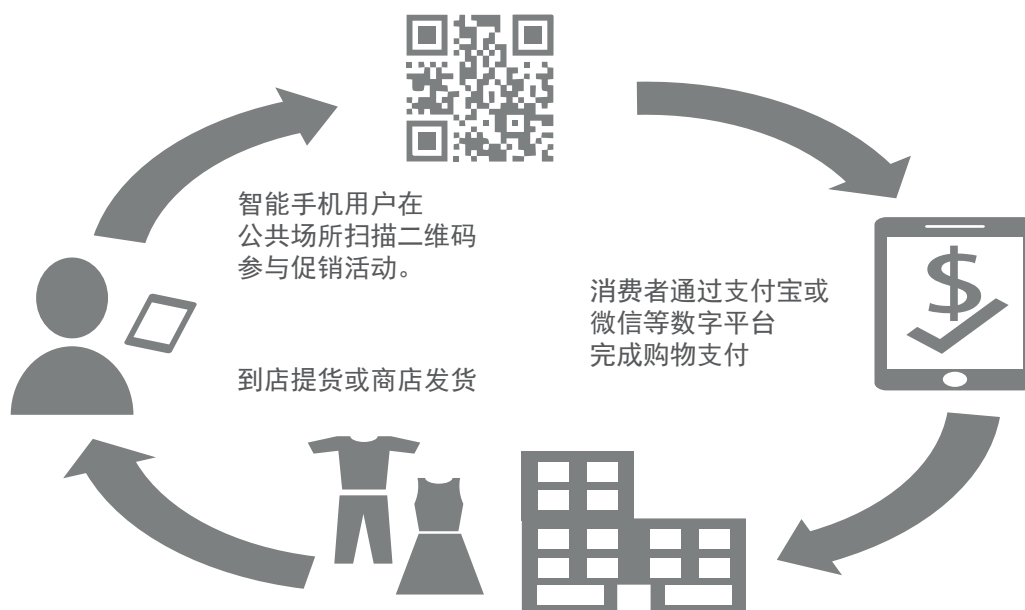 智能手机用户在
公共场所扫描二维码
参与促销活动。
消费者通过支付宝或
微信等数字平台
完成购物支付
到店提货或商店发货
$